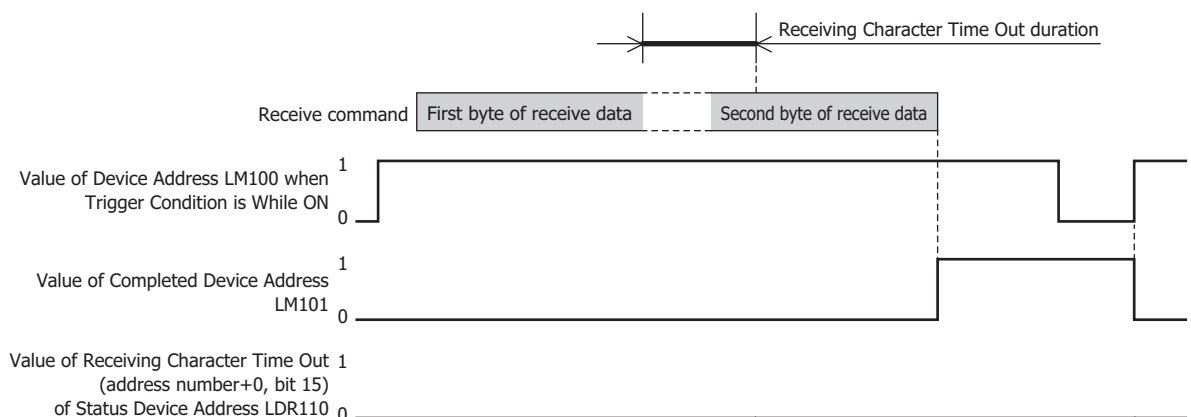 Receiving Character Time Out duration
Receive command
First byte of receive data
Second byte of receive data
Value of Device Address LM100 when
Trigger Condition is While ON
1
0
Value of Completed Device Address
LM101
1
0
Value of Receiving Character Time Out
(address number+0, bit 15)
of Status Device Address LDR110
1
0